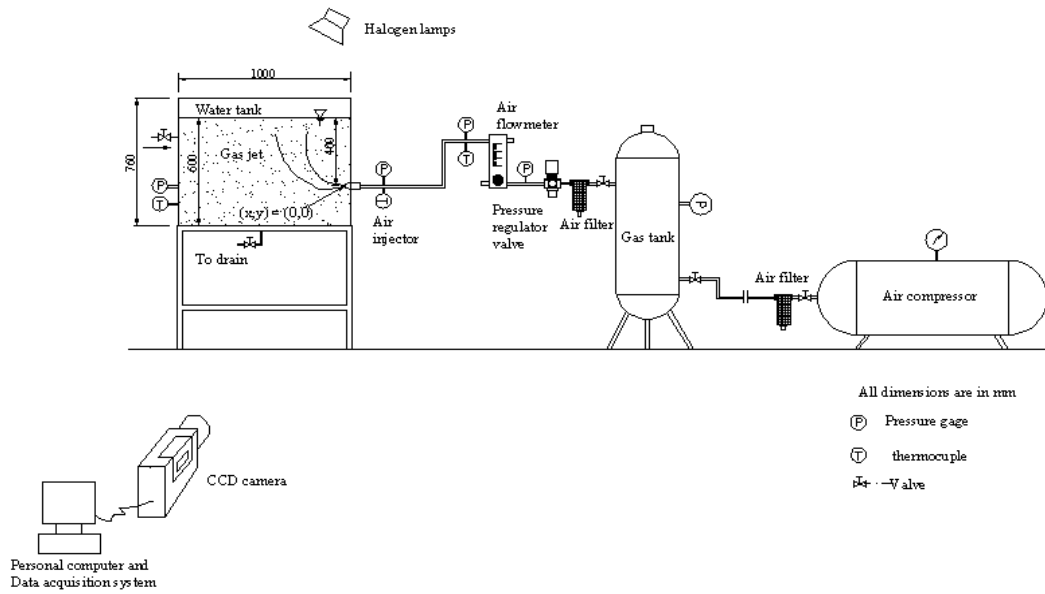 Halogen lamps
1000
Water tank
Gas jet
760
600
400
(x,y) = (0,0)
To drain
P
T
P
T
Air
injector
P
T
Air
flowmeter
P
Pressure
regulator
valve
Air filter
Gas tank
P
Air filter
Air compressor
All dimensions are in mm
P Pressure gage
T thermocuple
Valve
CCD camera
Personal computer and
Data acquisition system